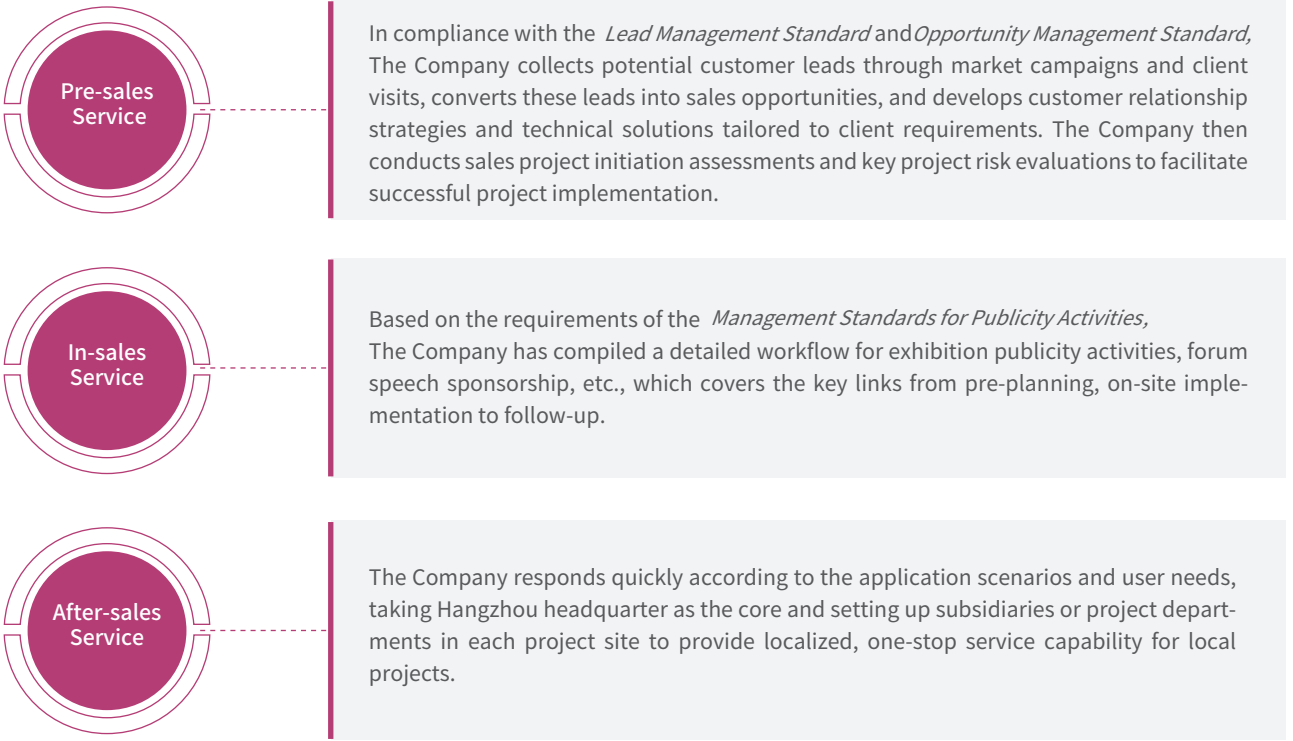 Pre-sales
Service
In compliance with the Lead Management Standard and Opportunity Management Standard,
The Company collects potential customer leads through market campaigns and client
visits, converts these leads into sales opportunities, and develops customer relationship
strategies and technical solutions tailored to client requirements. The Company then
conducts sales project initiation assessments and key project risk evaluations to facilitate
successful project implementation.
In-sales
Service
Based on the requirements of the Management Standards for Publicity Activities,
The Company has compiled a detailed workflow for exhibition publicity activities, forum
speech sponsorship, etc., which covers the key links from pre-planning, on-site imple-
mentation to follow-up.
After-sales
Service
The Company responds quickly according to the application scenarios and user needs,
taking Hangzhou headquarter as the core and setting up subsidiaries or project depart-
ments in each project site to provide localized, one-stop service capability for local
projects.